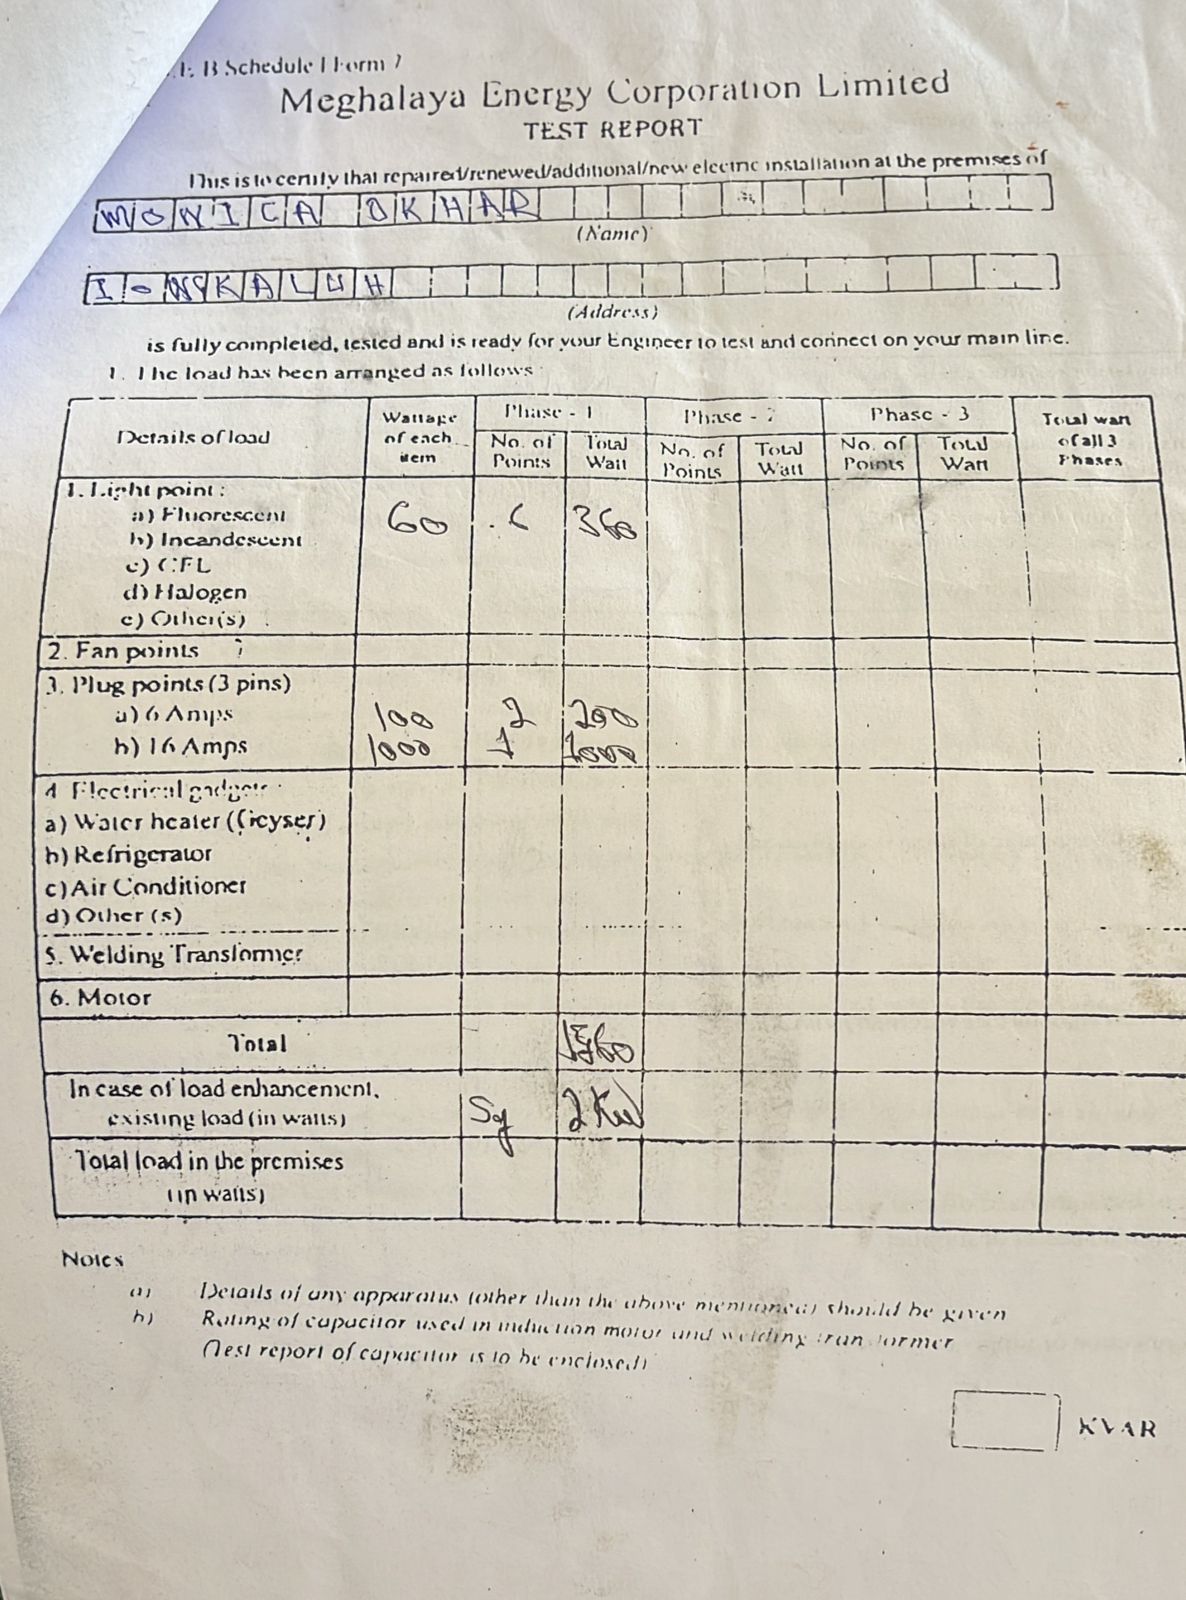 E B Schedule I Form 7
Meghalaya Energy Corporation Limited
TEST REPORT
This is to certify that repaired/renewed/additional/new electric installation at the premises of
MONICA OKHAR
(Name)
(Address)
is fully completed, tested and is ready for your Engineer to test and connect on your main line.
1. The load has been arranged as follows:
Details of load Wattage of each item Phase - 1 Phase - 2 Phase - 3 Total watt of all 3 Phases
No. of Points Total Watt No. of Points Total Watt No. of Points Total Watt
1. Light point :
a) Fluorescent 60 6 360
b) Incandescent
c) CFL
d) Halogen
e) Other(s)
2. Fan points
3. Plug points (3 pins)
a) 6 Amps 100 2 200
b) 16 Amps 1000 1 1000
4 Electrical gadgets :
a) Water heater (Geyser)
b) Refrigerator
c) Air Conditioner
d) Other (s)
5. Welding Transformer
6. Motor
Total 1560
In case of load enhancement,
existing load (in watts) Sy 2 KW
Total load in the premises
(in watts)
Notes
a) Details of any apparatus (other than the above mentioned) should be given
b) Rating of capacitor used in induction motor and welding transformer
(Test report of capacitor is to be enclosed)
KVAR